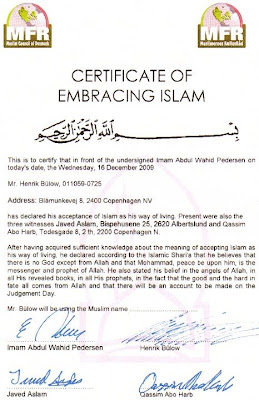 MFR MFR
Muslim Council of Denmark Muslimernes Fællesråd
CERTIFICATE OF
EMBRACING ISLAM
بسم الله الرحمن الرحيم
This is to certify that in front of the undersigned Imam Abdul Wahid Pedersen on
today's date, the Wednesday, 16 December 2009
Mr. Henrik Bülow, 011059-0725
Address: Blåmunkevej 8, 2400 Copenhagen NV
has declared his acceptance of Islam as his way of living. Present were also the
three witnesses Javed Aslam, Bispehusene 25, 2620 Albertslund and Qassim
Abo Harb, Todesgade 8, 2 th, 2200 Copenhagen N.
After having acquired sufficient knowledge about the meaning of accepting Islam as
his way of living, he declared according to the Islamic Shari'a that he believes that
there is no God except from Allah and that Mohammad, peace be upon him, is the
messenger and prophet of Allah. He also stated his belief in the angels of Allah, in
all His revealed books, in all His prophets, in the fact that the good and the hard in
fate all comes from Allah and that there will be an account to be made on the
Judgement Day.
Mr. Bülow will be using the Muslim name
Imam Abdul Wahid Pedersen Henrik Bülow
Javed Aslam Qassim Abo Harb